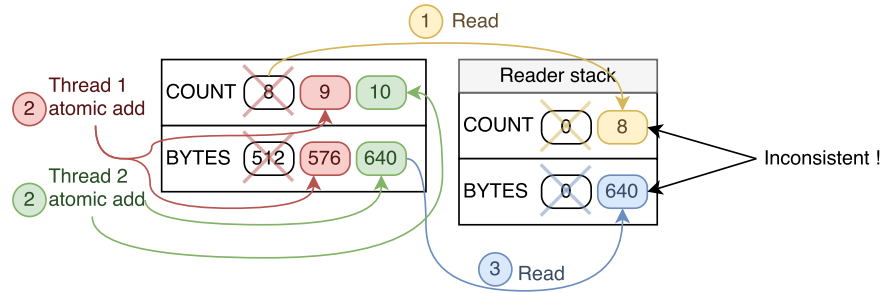 1 Read
Reader stack
Thread 1
2 atomic add
COUNT 8 9 10
COUNT 0 8
BYTES 512 576 640
Inconsistent !
Thread 2
2 atomic add
BYTES 0 640
3 Read